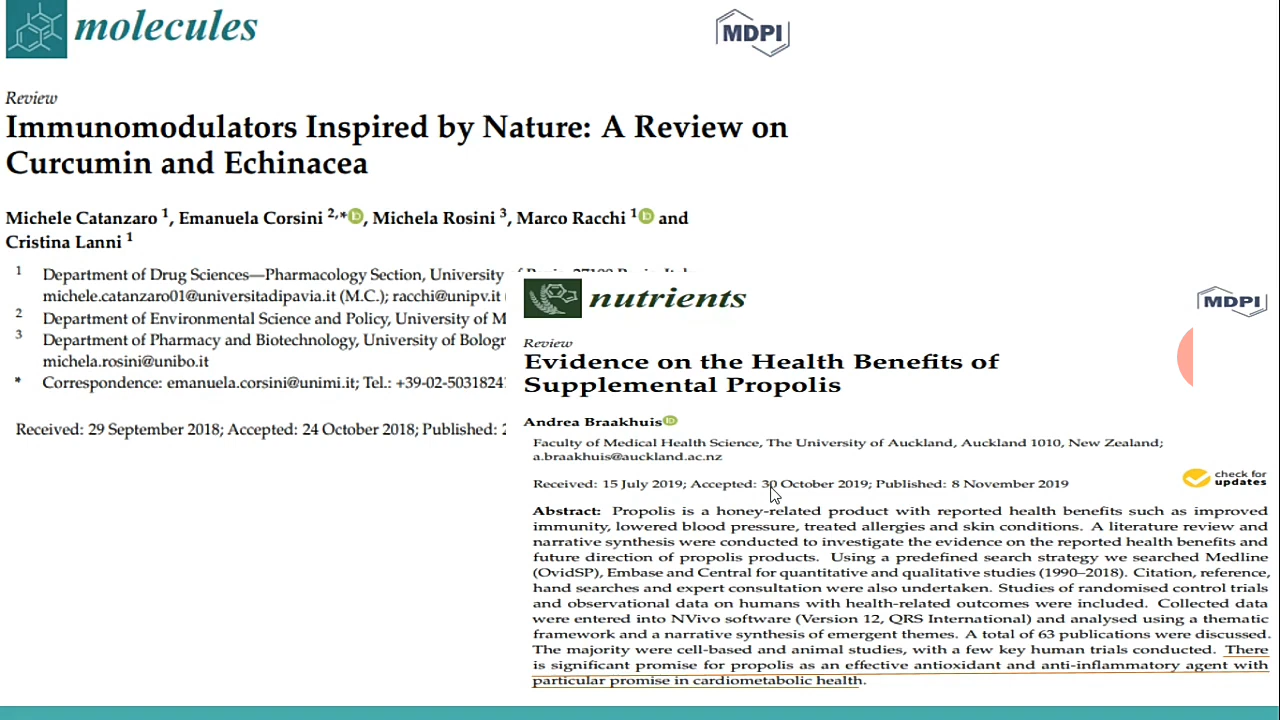 molecules
MDPI
Review
Immunomodulators Inspired by Nature: A Review on
Curcumin and Echinacea
Michele Catanzaro 1, Emanuela Corsini 2,*, Michela Rosini 3, Marco Racchi 1 and
Cristina Lanni 1
1 Department of Drug Sciences—Pharmacology Section, University
michele.catanzaro01@universitadipavia.it (M.C.); racchi@unipv.it
2 Department of Environmental Science and Policy, University of M
3 Department of Pharmacy and Biotechnology, University of Bologr
michela.rosini@unibo.it
* Correspondence: emanuela.corsini@unimi.it; Tel.: +39-02-5031824
Received: 29 September 2018; Accepted: 24 October 2018; Published: 2
nutrients
MDPI
Review
Evidence on the Health Benefits of
Supplemental Propolis
Andrea Braakhuis
Faculty of Medical Health Science, The University of Auckland, Auckland 1010, New Zealand;
a.braakhuis@auckland.ac.nz
Received: 15 July 2019; Accepted: 30 October 2019; Published: 8 November 2019
check for
updates
Abstract: Propolis is a honey-related product with reported health benefits such as improved
immunity, lowered blood pressure, treated allergies and skin conditions. A literature review and
narrative synthesis were conducted to investigate the evidence on the reported health benefits and
future direction of propolis products. Using a predefined search strategy we searched Medline
(OvidSP), Embase and Central for quantitative and qualitative studies (1990–2018). Citation, reference,
hand searches and expert consultation were also undertaken. Studies of randomised control trials
and observational data on humans with health-related outcomes were included. Collected data
were entered into NVivo software (Version 12, QRS International) and analysed using a thematic
framework and a narrative synthesis of emergent themes. A total of 63 publications were discussed.
The majority were cell-based and animal studies, with a few key human trials conducted. There
is significant promise for propolis as an effective antioxidant and anti-inflammatory agent with
particular promise in cardiometabolic health.